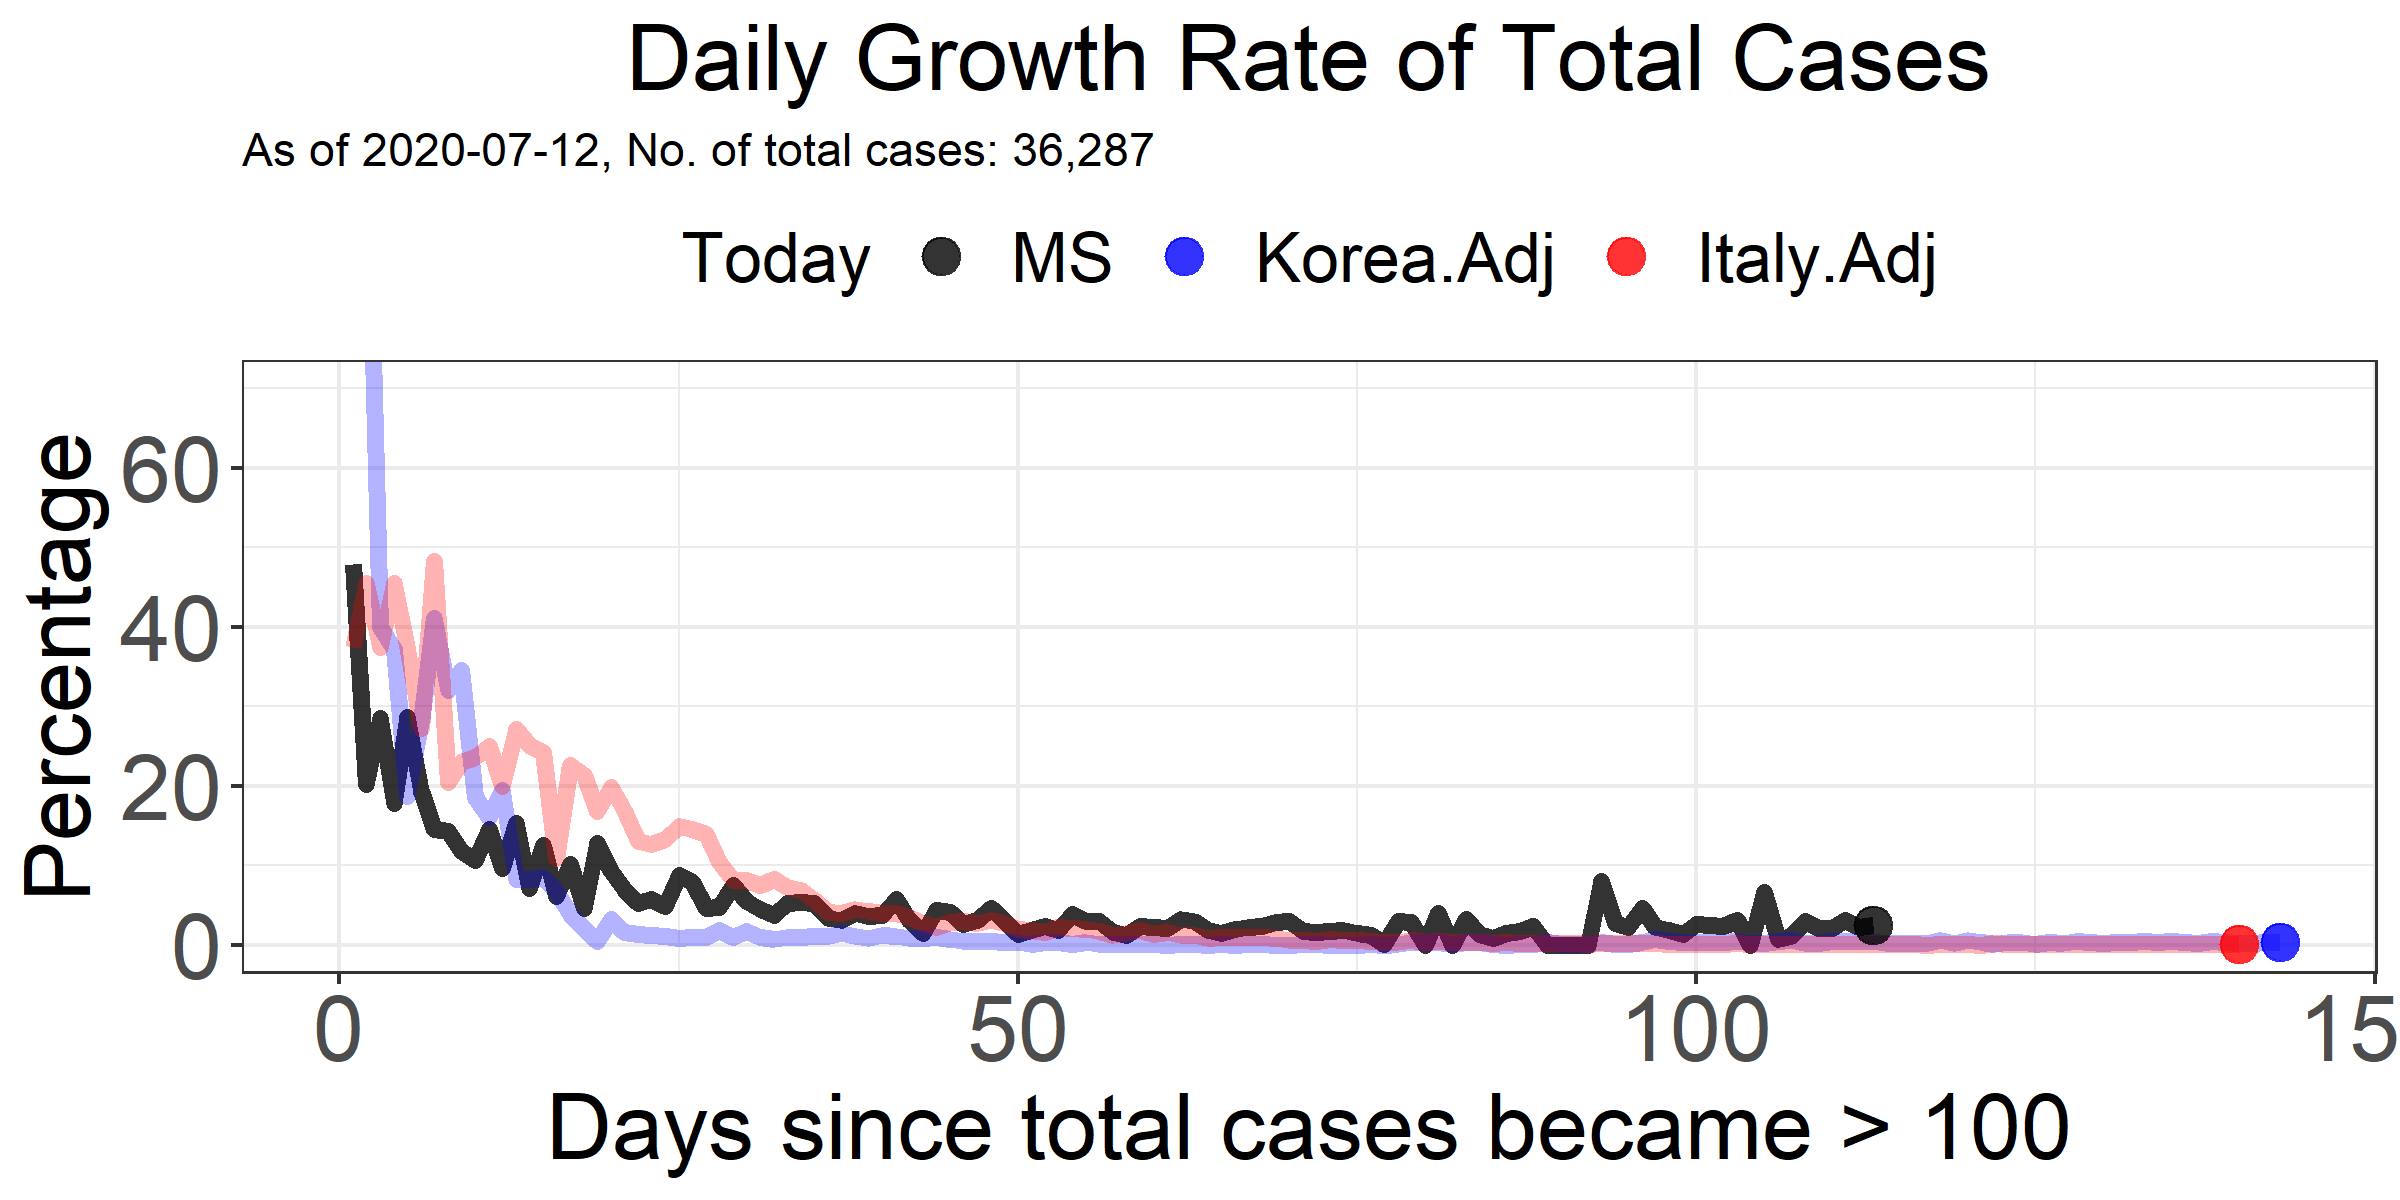 Daily Growth Rate of Total Cases
As of 2020-07-12, No. of total cases: 36,287
Today MS Korea.Adj Italy.Adj
Percentage
60
40
20
0
0 50 100 15
Days since total cases became > 100